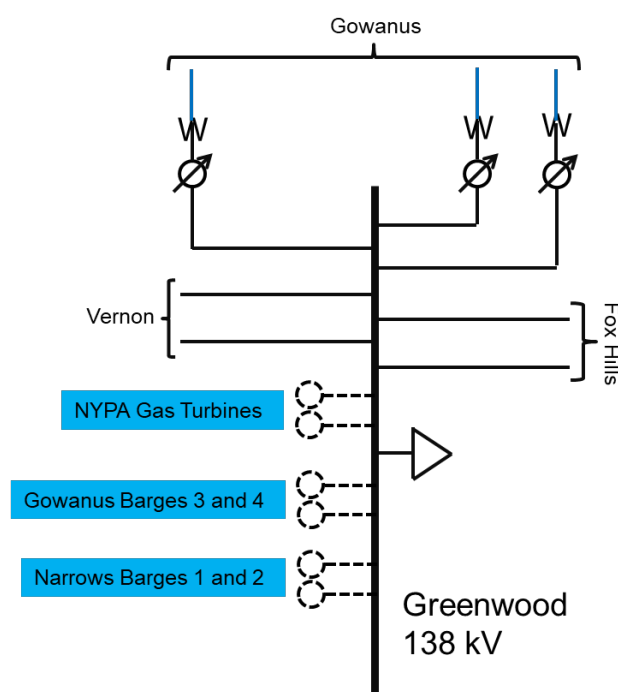 Gowanus
Vernon
Fox Hills
NYPA Gas Turbines
Gowanus Barges 3 and 4
Narrows Barges 1 and 2
Greenwood
138 kV